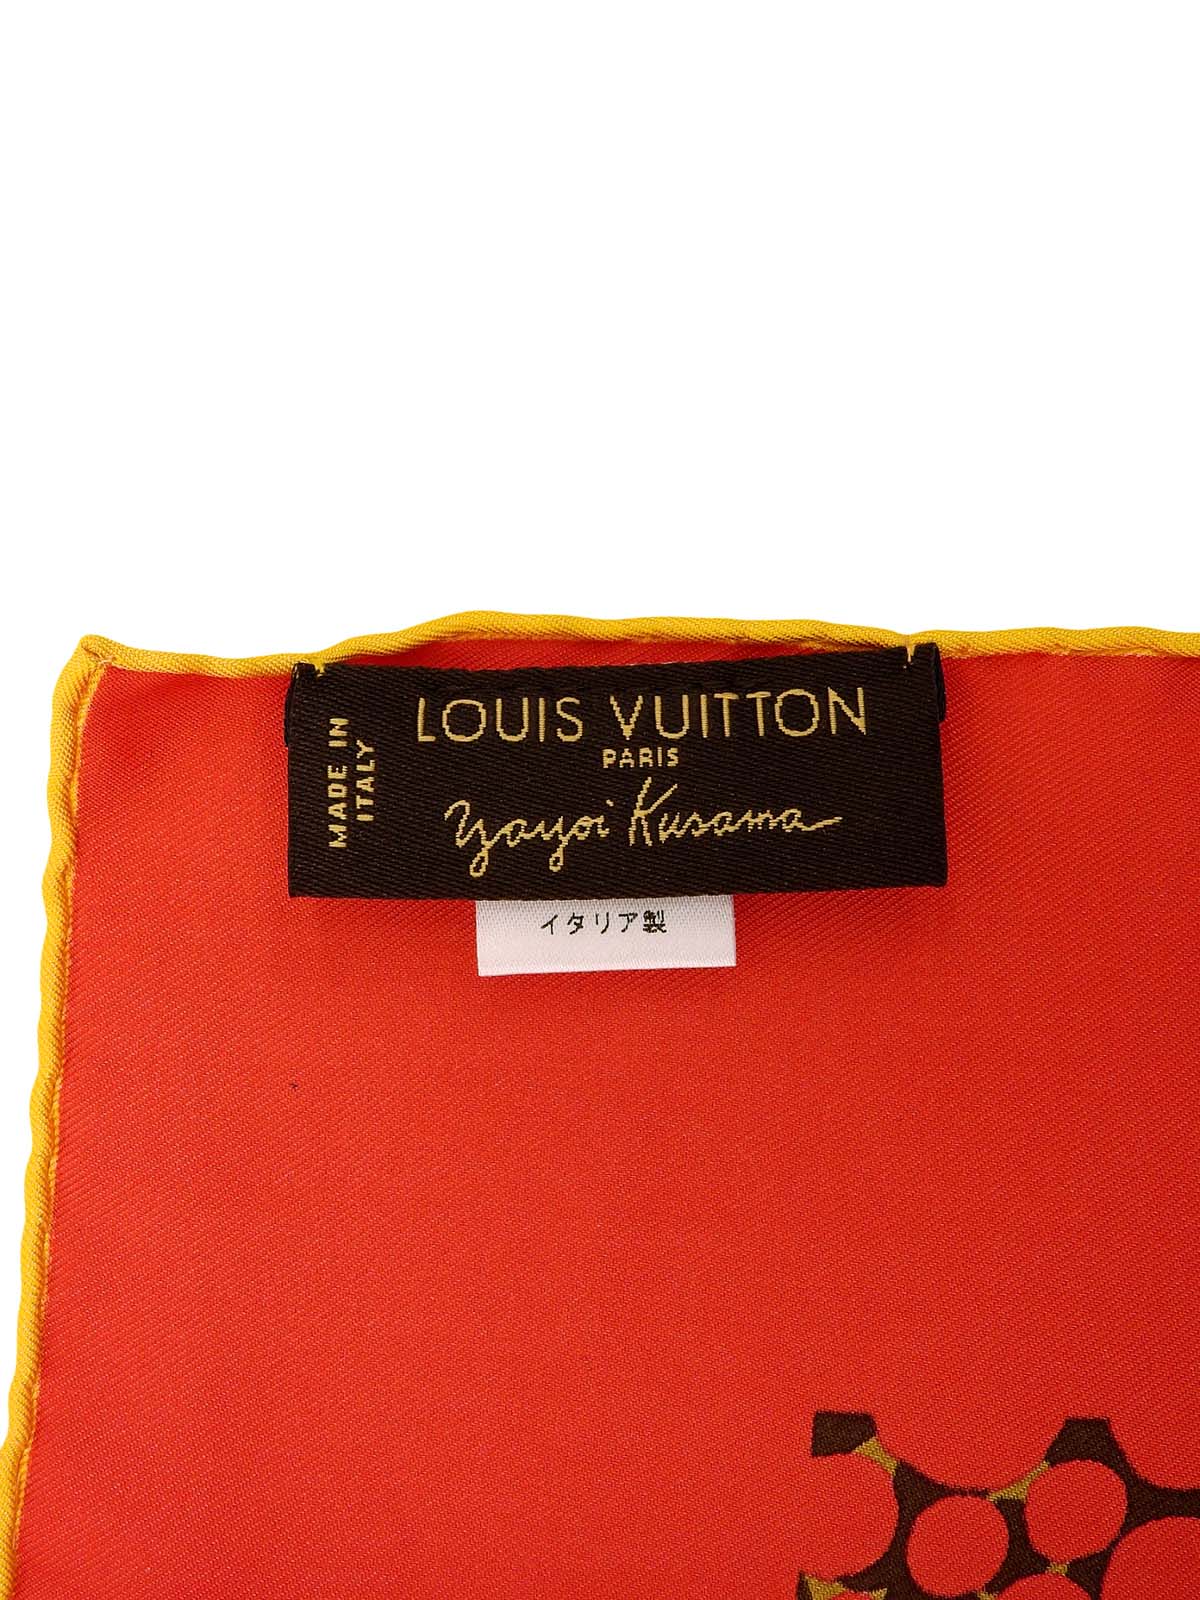 MADE IN
ITALY
LOUIS VUITTON
PARIS
Yayoi Kusama
イタリア製